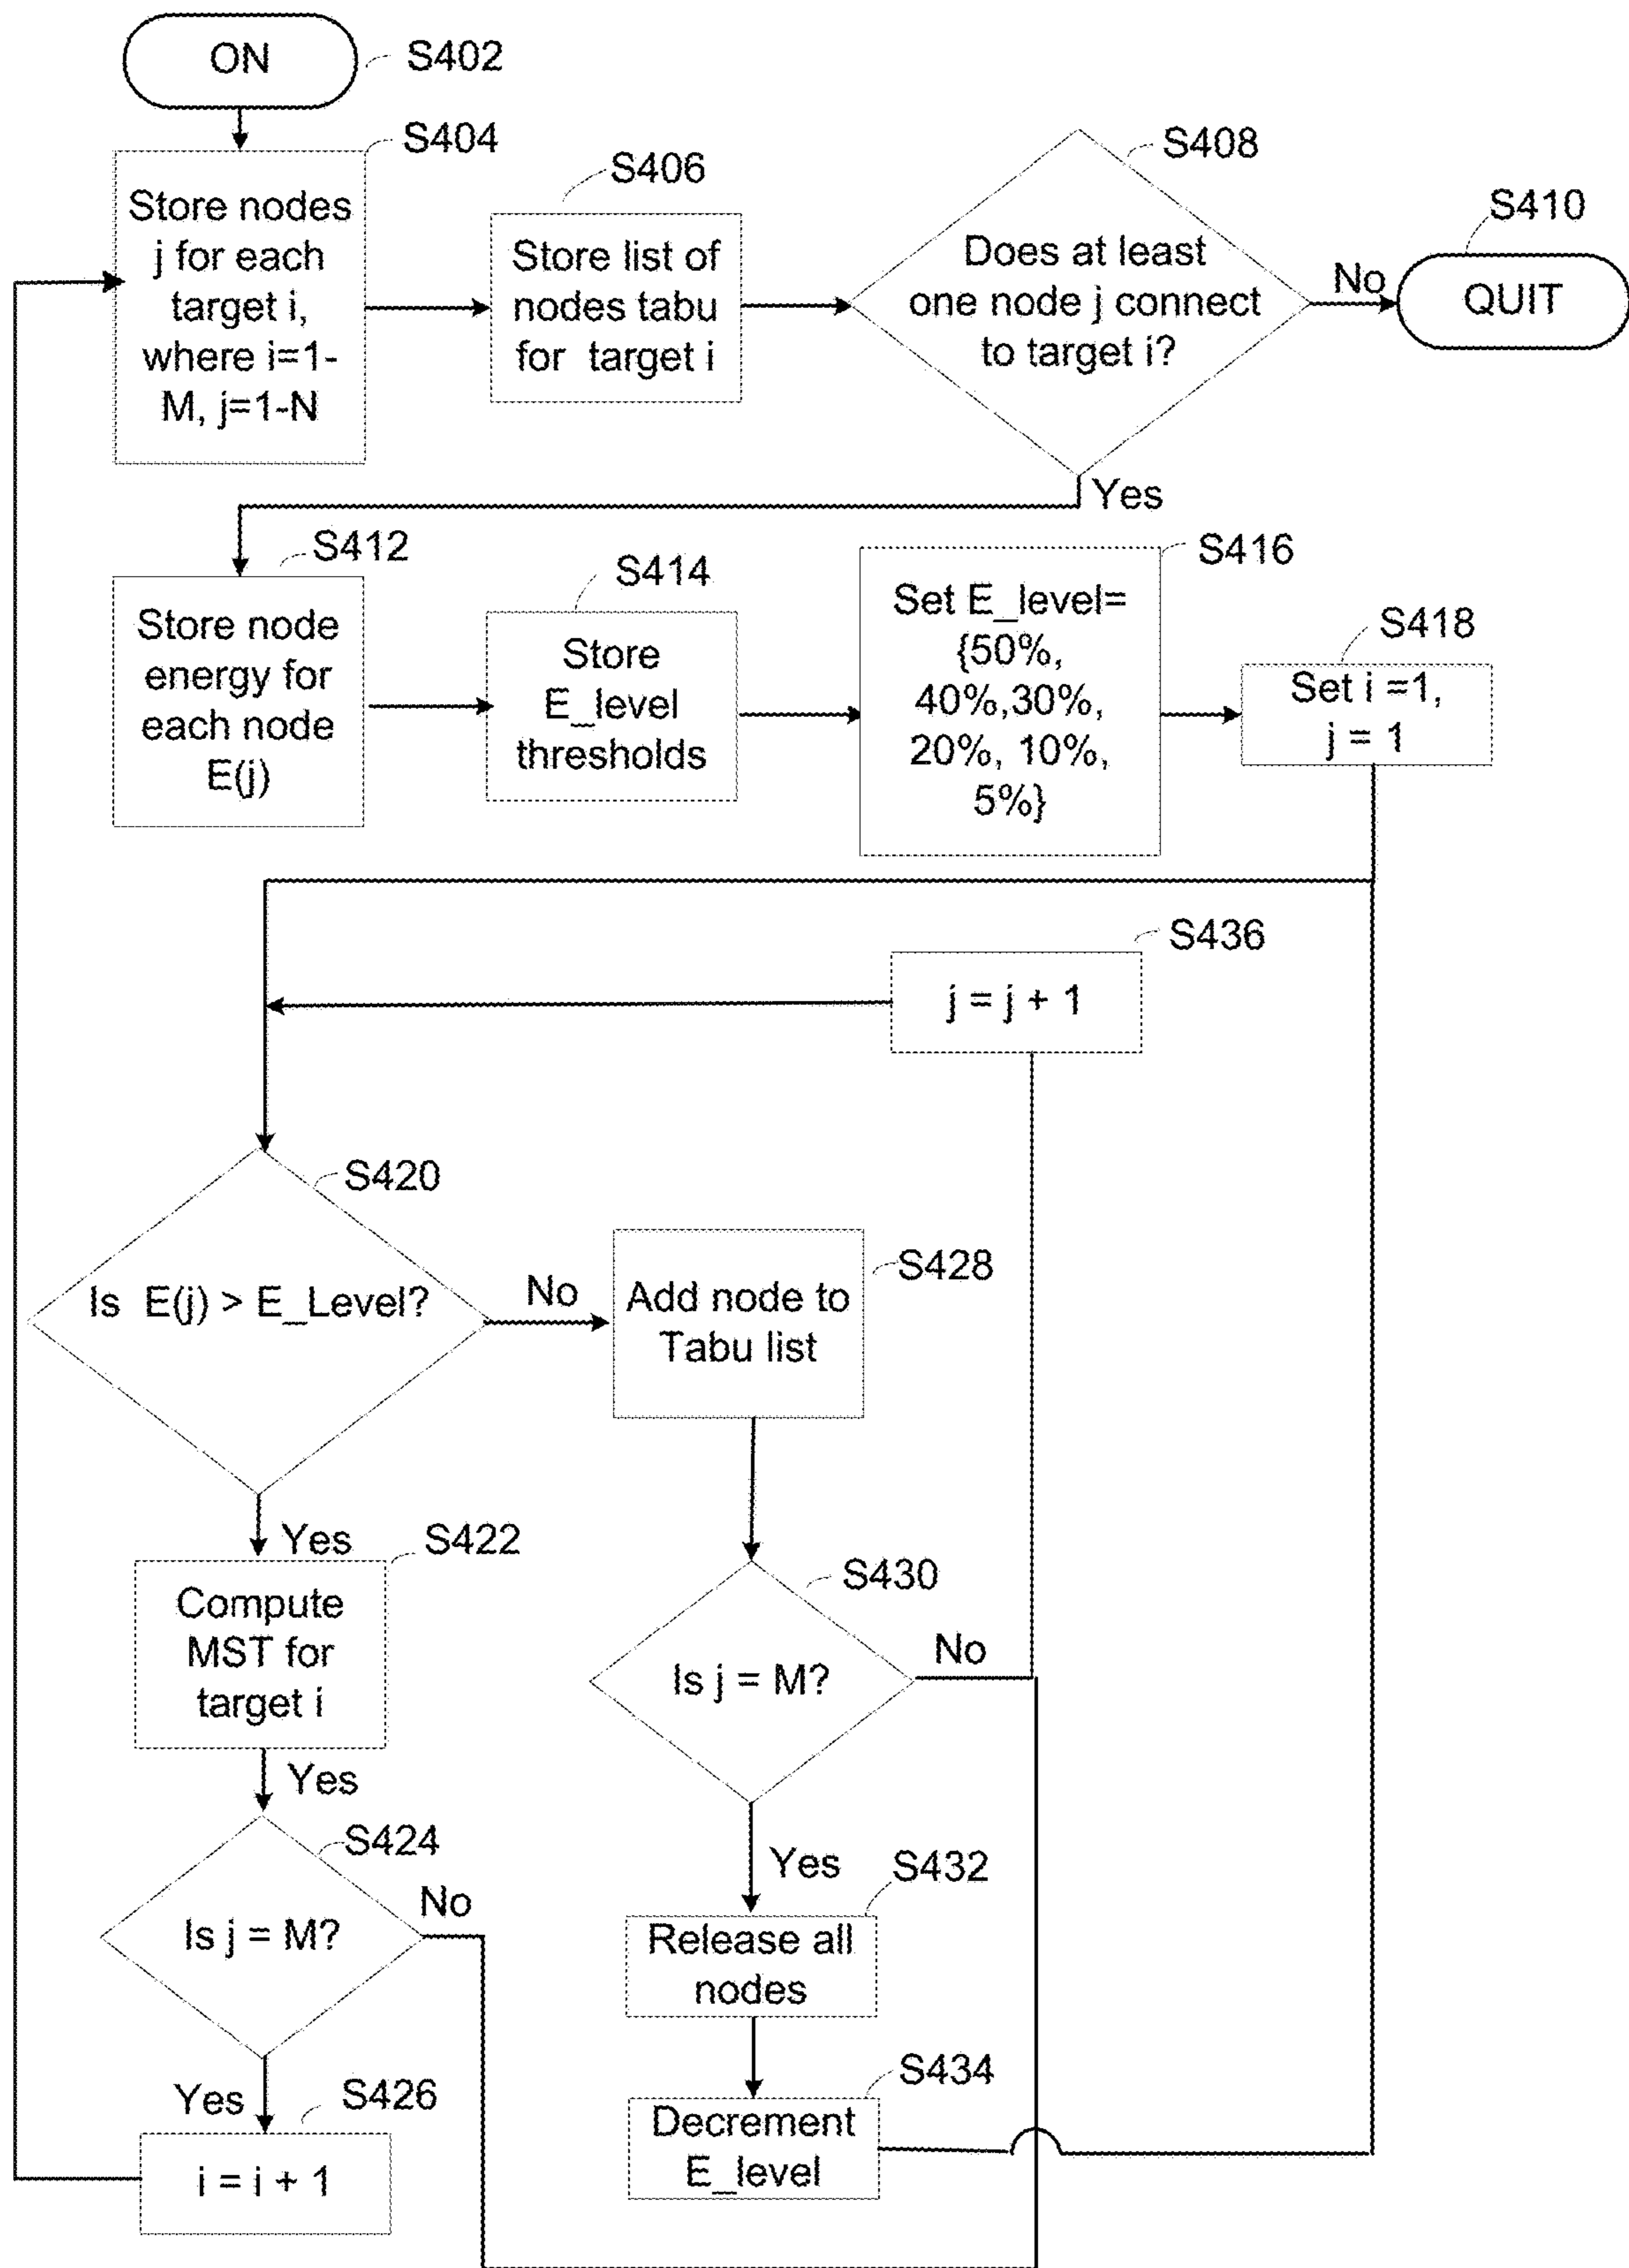 ON
S402
S404
Store nodes
j for each
target i,
where i=1-
M, j=1-N
S406
Store list of
nodes tabu
for target i
S408
Does at least
one node j connect
to target i?
No
S410
QUIT
Yes
S412
Store node
energy for
each node
E(j)
S414
Store
E_level
thresholds
S416
Set E_level=
{50%,
40%,30%,
20%, 10%,
5%}
S418
Set i =1,
j = 1
S436
j = j + 1
S420
Is E(j) > E_Level?
No
S428
Add node to
Tabu list
Yes
S422
Compute
MST for
target i
S430
Is j = M?
No
Yes
S424
Is j = M?
No
Yes
S432
Release all
nodes
Yes
S426
i = i + 1
S434
Decrement
E_level